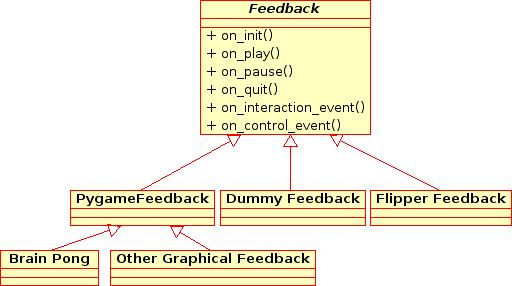 Feedback
+ on_init()
+ on_play()
+ on_pause()
+ on_quit()
+ on_interaction_event()
+ on_control_event()
PygameFeedback
Dummy Feedback
Flipper Feedback
Brain Pong
Other Graphical Feedback